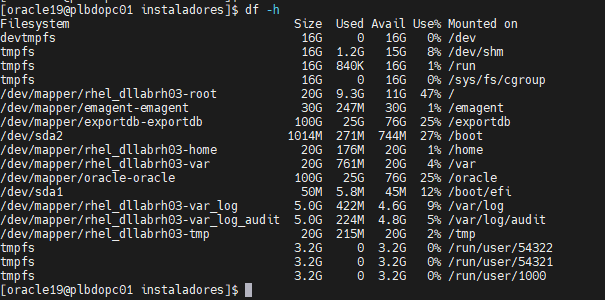 [oracle19@plbdopc01 instaladores]$ df -h
Filesystem Size Used Avail Use% Mounted on
devtmpfs 16G 0 16G 0% /dev
tmpfs 16G 1.2G 15G 8% /dev/shm
tmpfs 16G 840K 16G 1% /run
tmpfs 16G 0 16G 0% /sys/fs/cgroup
/dev/mapper/rhel_dllabrh03-root 20G 9.3G 11G 47% /
/dev/mapper/emagent-emagent 30G 247M 30G 1% /emagent
/dev/mapper/exportdb-exportdb 100G 25G 76G 25% /exportdb
/dev/sda2 1014M 271M 744M 27% /boot
/dev/mapper/rhel_dllabrh03-home 20G 176M 20G 1% /home
/dev/mapper/rhel_dllabrh03-var 20G 761M 20G 4% /var
/dev/mapper/oracle-oracle 100G 25G 76G 25% /oracle
/dev/sda1 50M 5.8M 45M 12% /boot/efi
/dev/mapper/rhel_dllabrh03-var_log 5.0G 422M 4.6G 9% /var/log
/dev/mapper/rhel_dllabrh03-var_log_audit 5.0G 224M 4.8G 5% /var/log/audit
/dev/mapper/rhel_dllabrh03-tmp 20G 215M 20G 2% /tmp
tmpfs 3.2G 0 3.2G 0% /run/user/54322
tmpfs 3.2G 0 3.2G 0% /run/user/54321
tmpfs 3.2G 0 3.2G 0% /run/user/1000
[oracle19@plbdopc01 instaladores]$